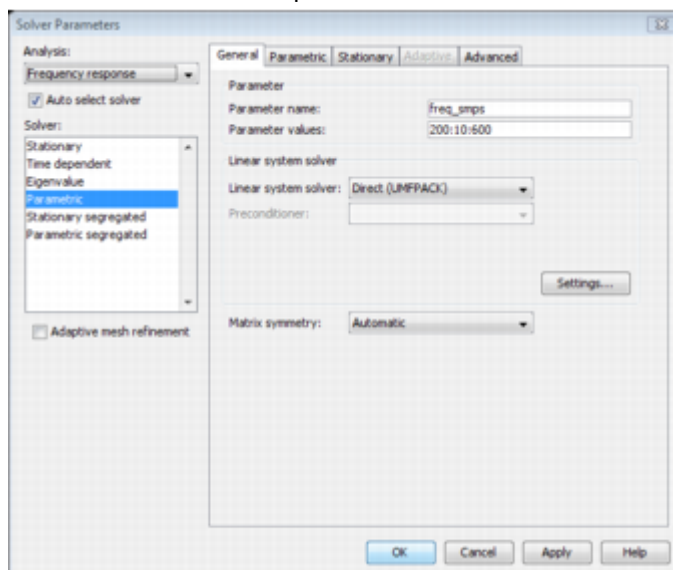 Solver Parameters
Analysis:
Frequency response
Auto select solver
Solver:
Stationary
Time dependent
Eigenvalue
Parametric
Stationary segregated
Parametric segregated
Adaptive mesh refinement
General Parametric Stationary Adaptive Advanced
Parameter
Parameter name: freq_smps
Parameter values: 200:10:600
Linear system solver
Linear system solver: Direct (UMFPACK)
Preconditioner:
Settings...
Matrix symmetry: Automatic
OK Cancel Apply Help